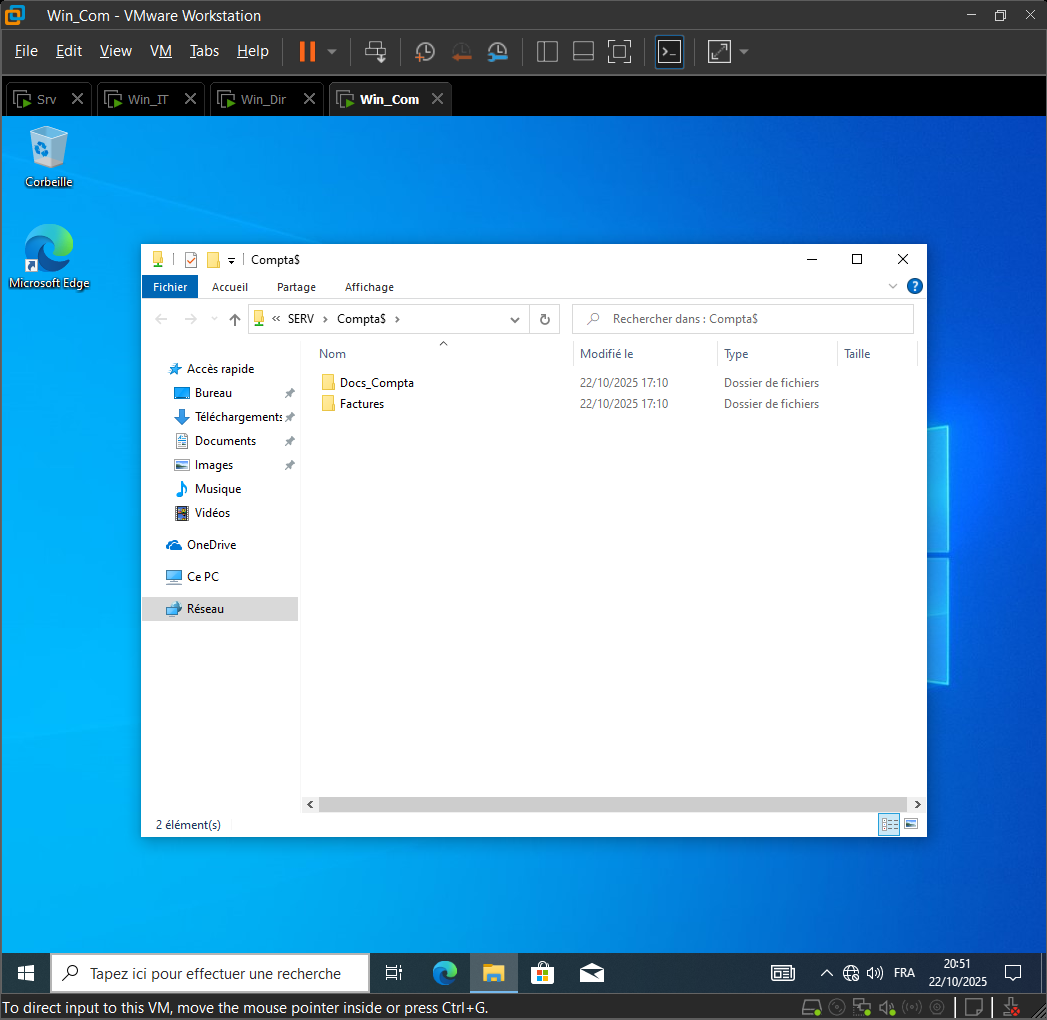 Win_Com - VMware Workstation
File Edit View VM Tabs Help
Srv Win_IT Win_Dir Win_Com
Corbeille
Microsoft Edge
Compta$
Fichier Accueil Partage Affichage
« SERV > Compta$ > Rechercher dans : Compta$
Nom Modifié le Type Taille
Docs_Compta 22/10/2025 17:10 Dossier de fichiers
Factures 22/10/2025 17:10 Dossier de fichiers
Accès rapide
Bureau
Téléchargements
Documents
Images
Musique
Vidéos
OneDrive
Ce PC
Réseau
2 élément(s)
Tapez ici pour effectuer une recherche
FRA
20:51
22/10/2025
To direct input to this VM, move the mouse pointer inside or press Ctrl+G.